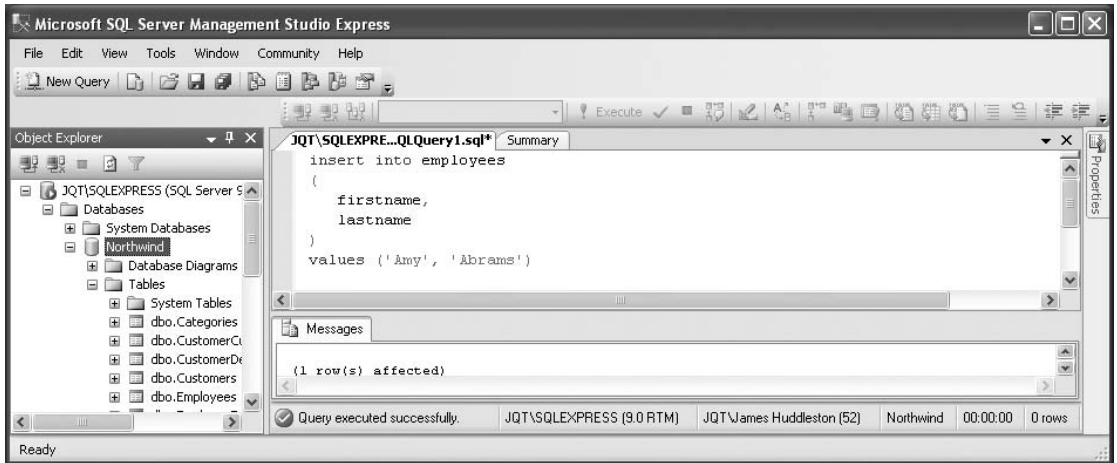 Microsoft SQL Server Management Studio Express
File Edit View Tools Window Community Help
New Query
Execute
Object Explorer
JQT\SQLEXPRE...QLQuery1.sql* Summary
Properties
JQT\SQLEXPRESS (SQL Server 9
Databases
System Databases
Northwind
Database Diagrams
Tables
System Tables
dbo.Categories
dbo.CustomerCu
dbo.CustomerDe
dbo.Customers
dbo.Employees
insert into employees
(
firstname,
lastname
)
values ('Amy', 'Abrams')
Messages
(1 row(s) affected)
Query executed successfully. JQT\SQLEXPRESS (9.0 RTM) JQT\James Huddleston (52) Northwind 00:00:00 0 rows
Ready